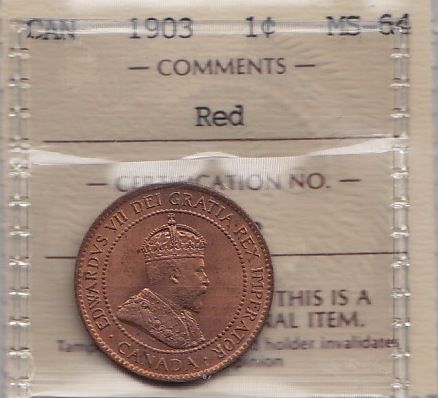 CAN 1903 1¢ MS-64
— COMMENTS —
Red
— CERTIFICATION NO. —
EDWARDVS VII DEI GRATIA REX IMPERATOR
CANADA
THIS IS A
ITEM.
holder invalidates